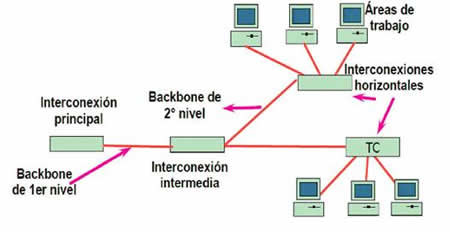 Áreas de
trabajo
Interconexiones
horizontales
Backbone de
2° nivel
Interconexión
principal
TC
Interconexión
intermedia
Backbone
de 1er nivel